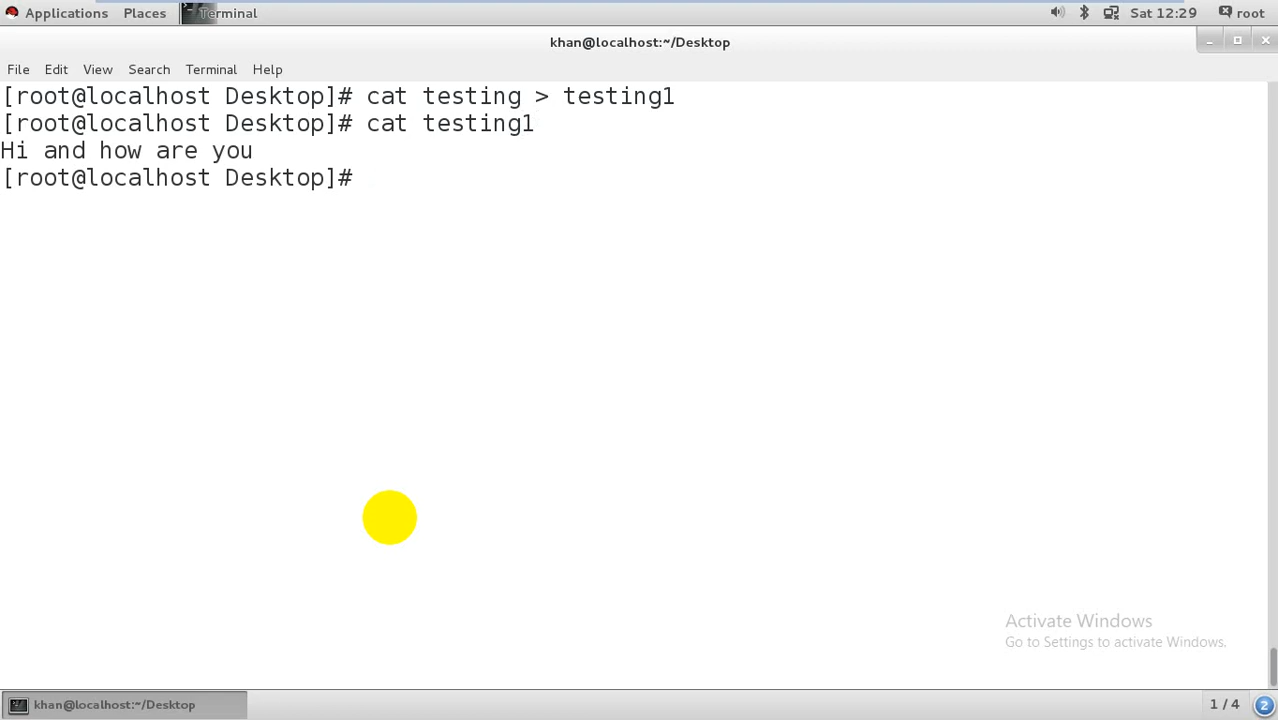 Applications Places Terminal Sat 12:29 root
khan@localhost:~/Desktop
File Edit View Search Terminal Help
[root@localhost Desktop]# cat testing > testing1
[root@localhost Desktop]# cat testing1
Hi and how are you
[root@localhost Desktop]#
Activate Windows
Go to Settings to activate Windows.
khan@localhost:~/Desktop 1 / 4 2